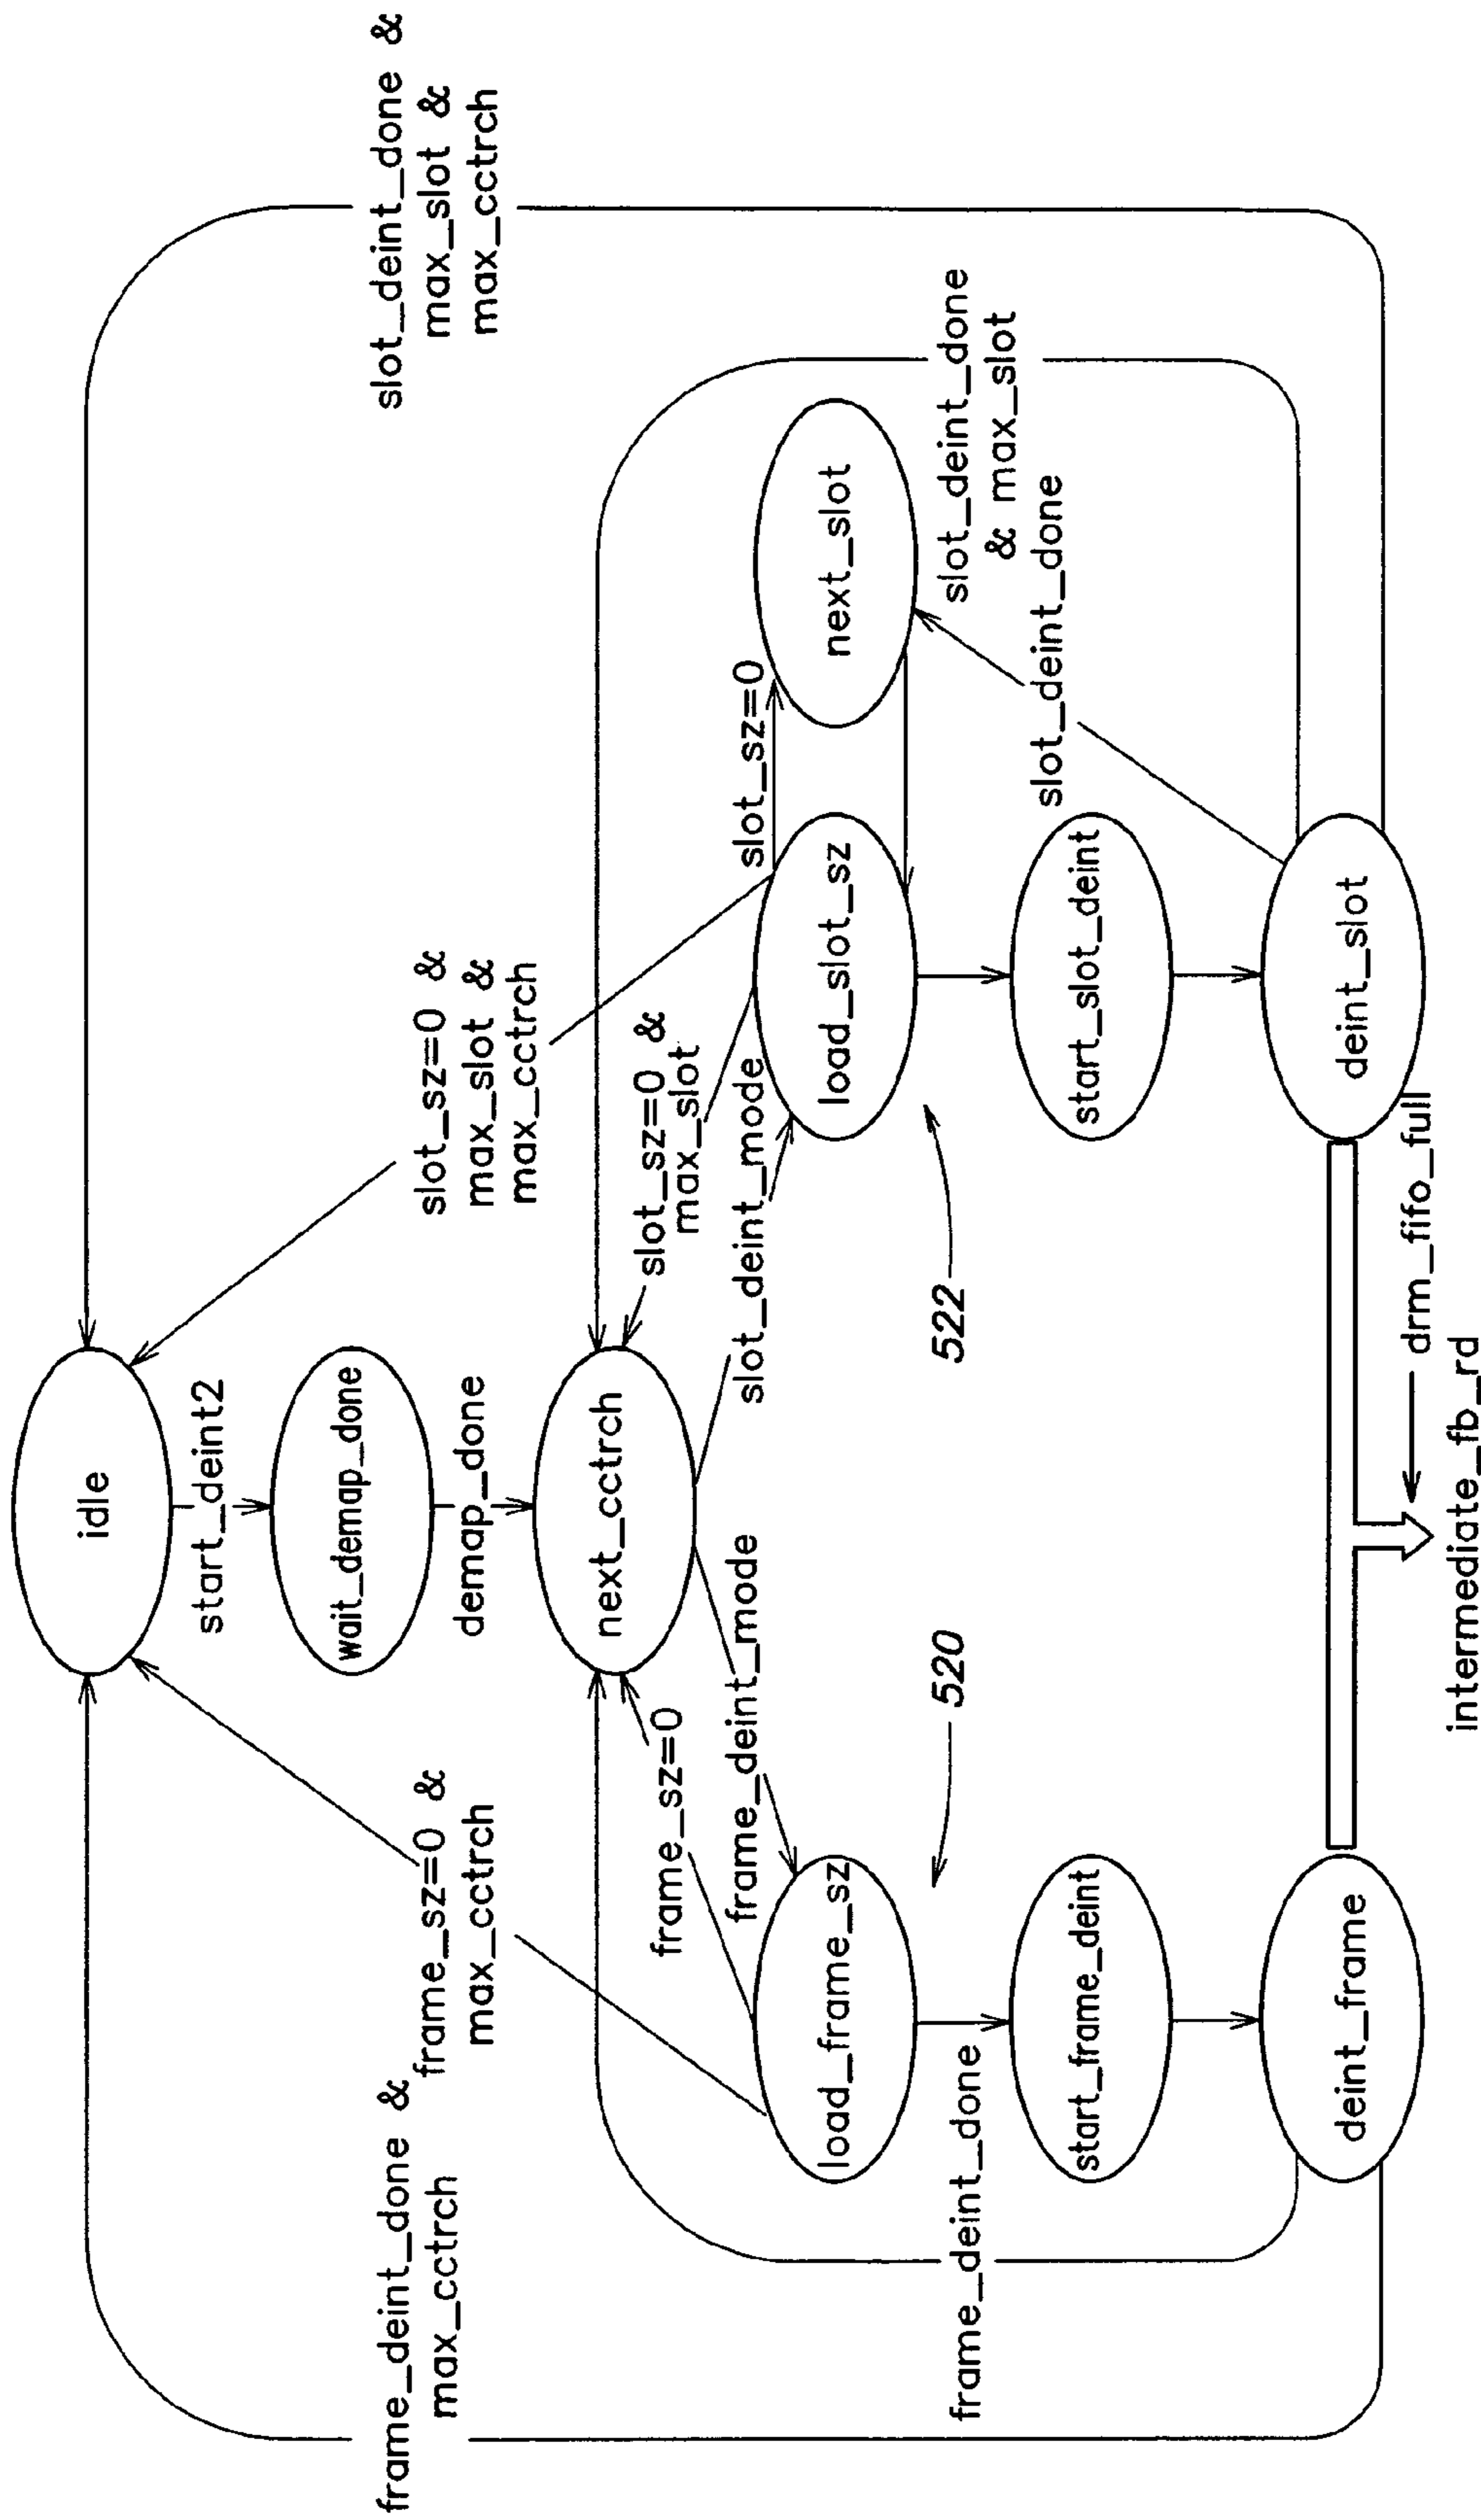 idle
start_deint2
wait_demap_done
demap_done
next_cctrch
frame_deint_done &
max_cctrch
frame_sz=0 &
max_cctrch
slot_sz=0 &
max_slot &
max_cctrch
slot_deint_done &
max_slot &
max_cctrch
frame_sz=0
frame_deint_mode
slot_sz=0 &
max_slot
slot_deint_mode
slot_sz=0
load_frame_sz
load_slot_sz
next_slot
frame_deint_done
520
522
slot_deint_done
& max_slot
slot_deint_done
start_frame_deint
start_slot_deint
deint_frame
deint_slot
drm_fifo_full
intermediate_fb_rd